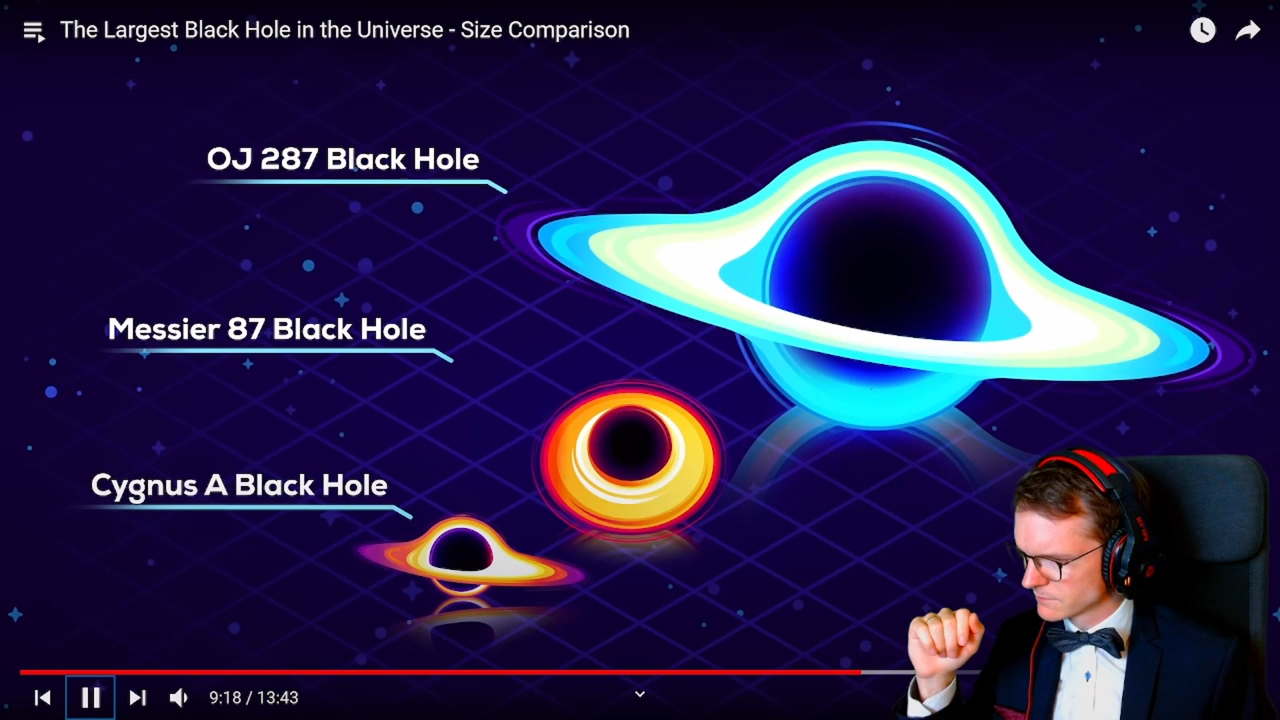 The Largest Black Hole in the Universe - Size Comparison
OJ 287 Black Hole
Messier 87 Black Hole
Cygnus A Black Hole
9:18 / 13:43